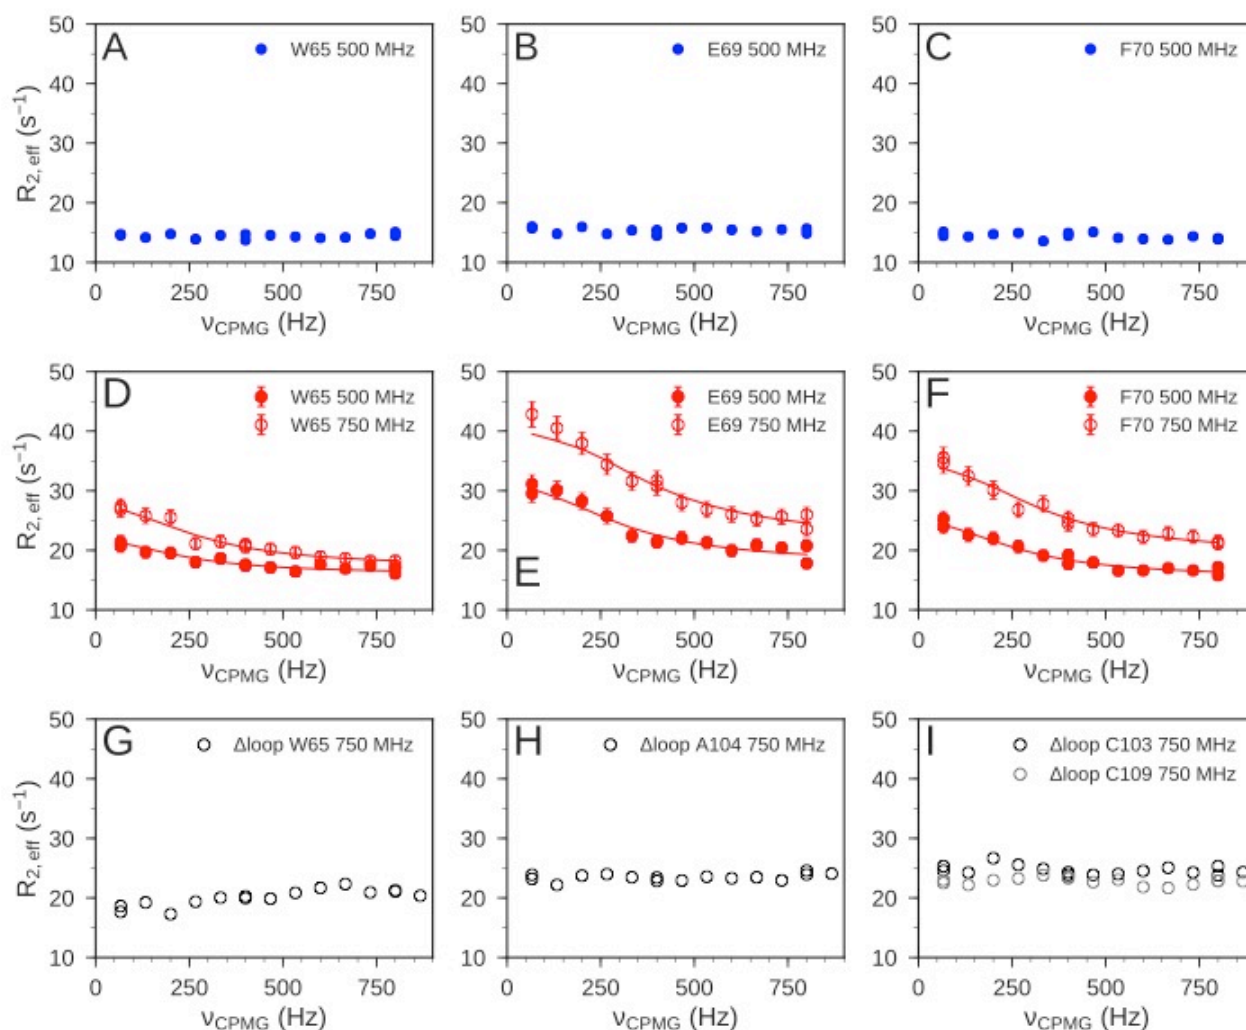 A
W65 500 MHz
B
E69 500 MHz
C
F70 500 MHz
R2, eff (s−1)
50
40
30
20
10
50
40
30
20
10
50
40
30
20
10
0 250 500 750
0 250 500 750
0 250 500 750
νCPMG (Hz)
νCPMG (Hz)
νCPMG (Hz)
D
W65 500 MHz
W65 750 MHz
E69 500 MHz
E69 750 MHz
E
F
F70 500 MHz
F70 750 MHz
R2, eff (s−1)
50
40
30
20
10
50
40
30
20
10
50
40
30
20
10
0 250 500 750
0 250 500 750
0 250 500 750
νCPMG (Hz)
νCPMG (Hz)
νCPMG (Hz)
G
Δloop W65 750 MHz
H
Δloop A104 750 MHz
I
Δloop C103 750 MHz
Δloop C109 750 MHz
R2, eff (s−1)
50
40
30
20
10
50
40
30
20
10
50
40
30
20
10
0 250 500 750
0 250 500 750
0 250 500 750
νCPMG (Hz)
νCPMG (Hz)
νCPMG (Hz)